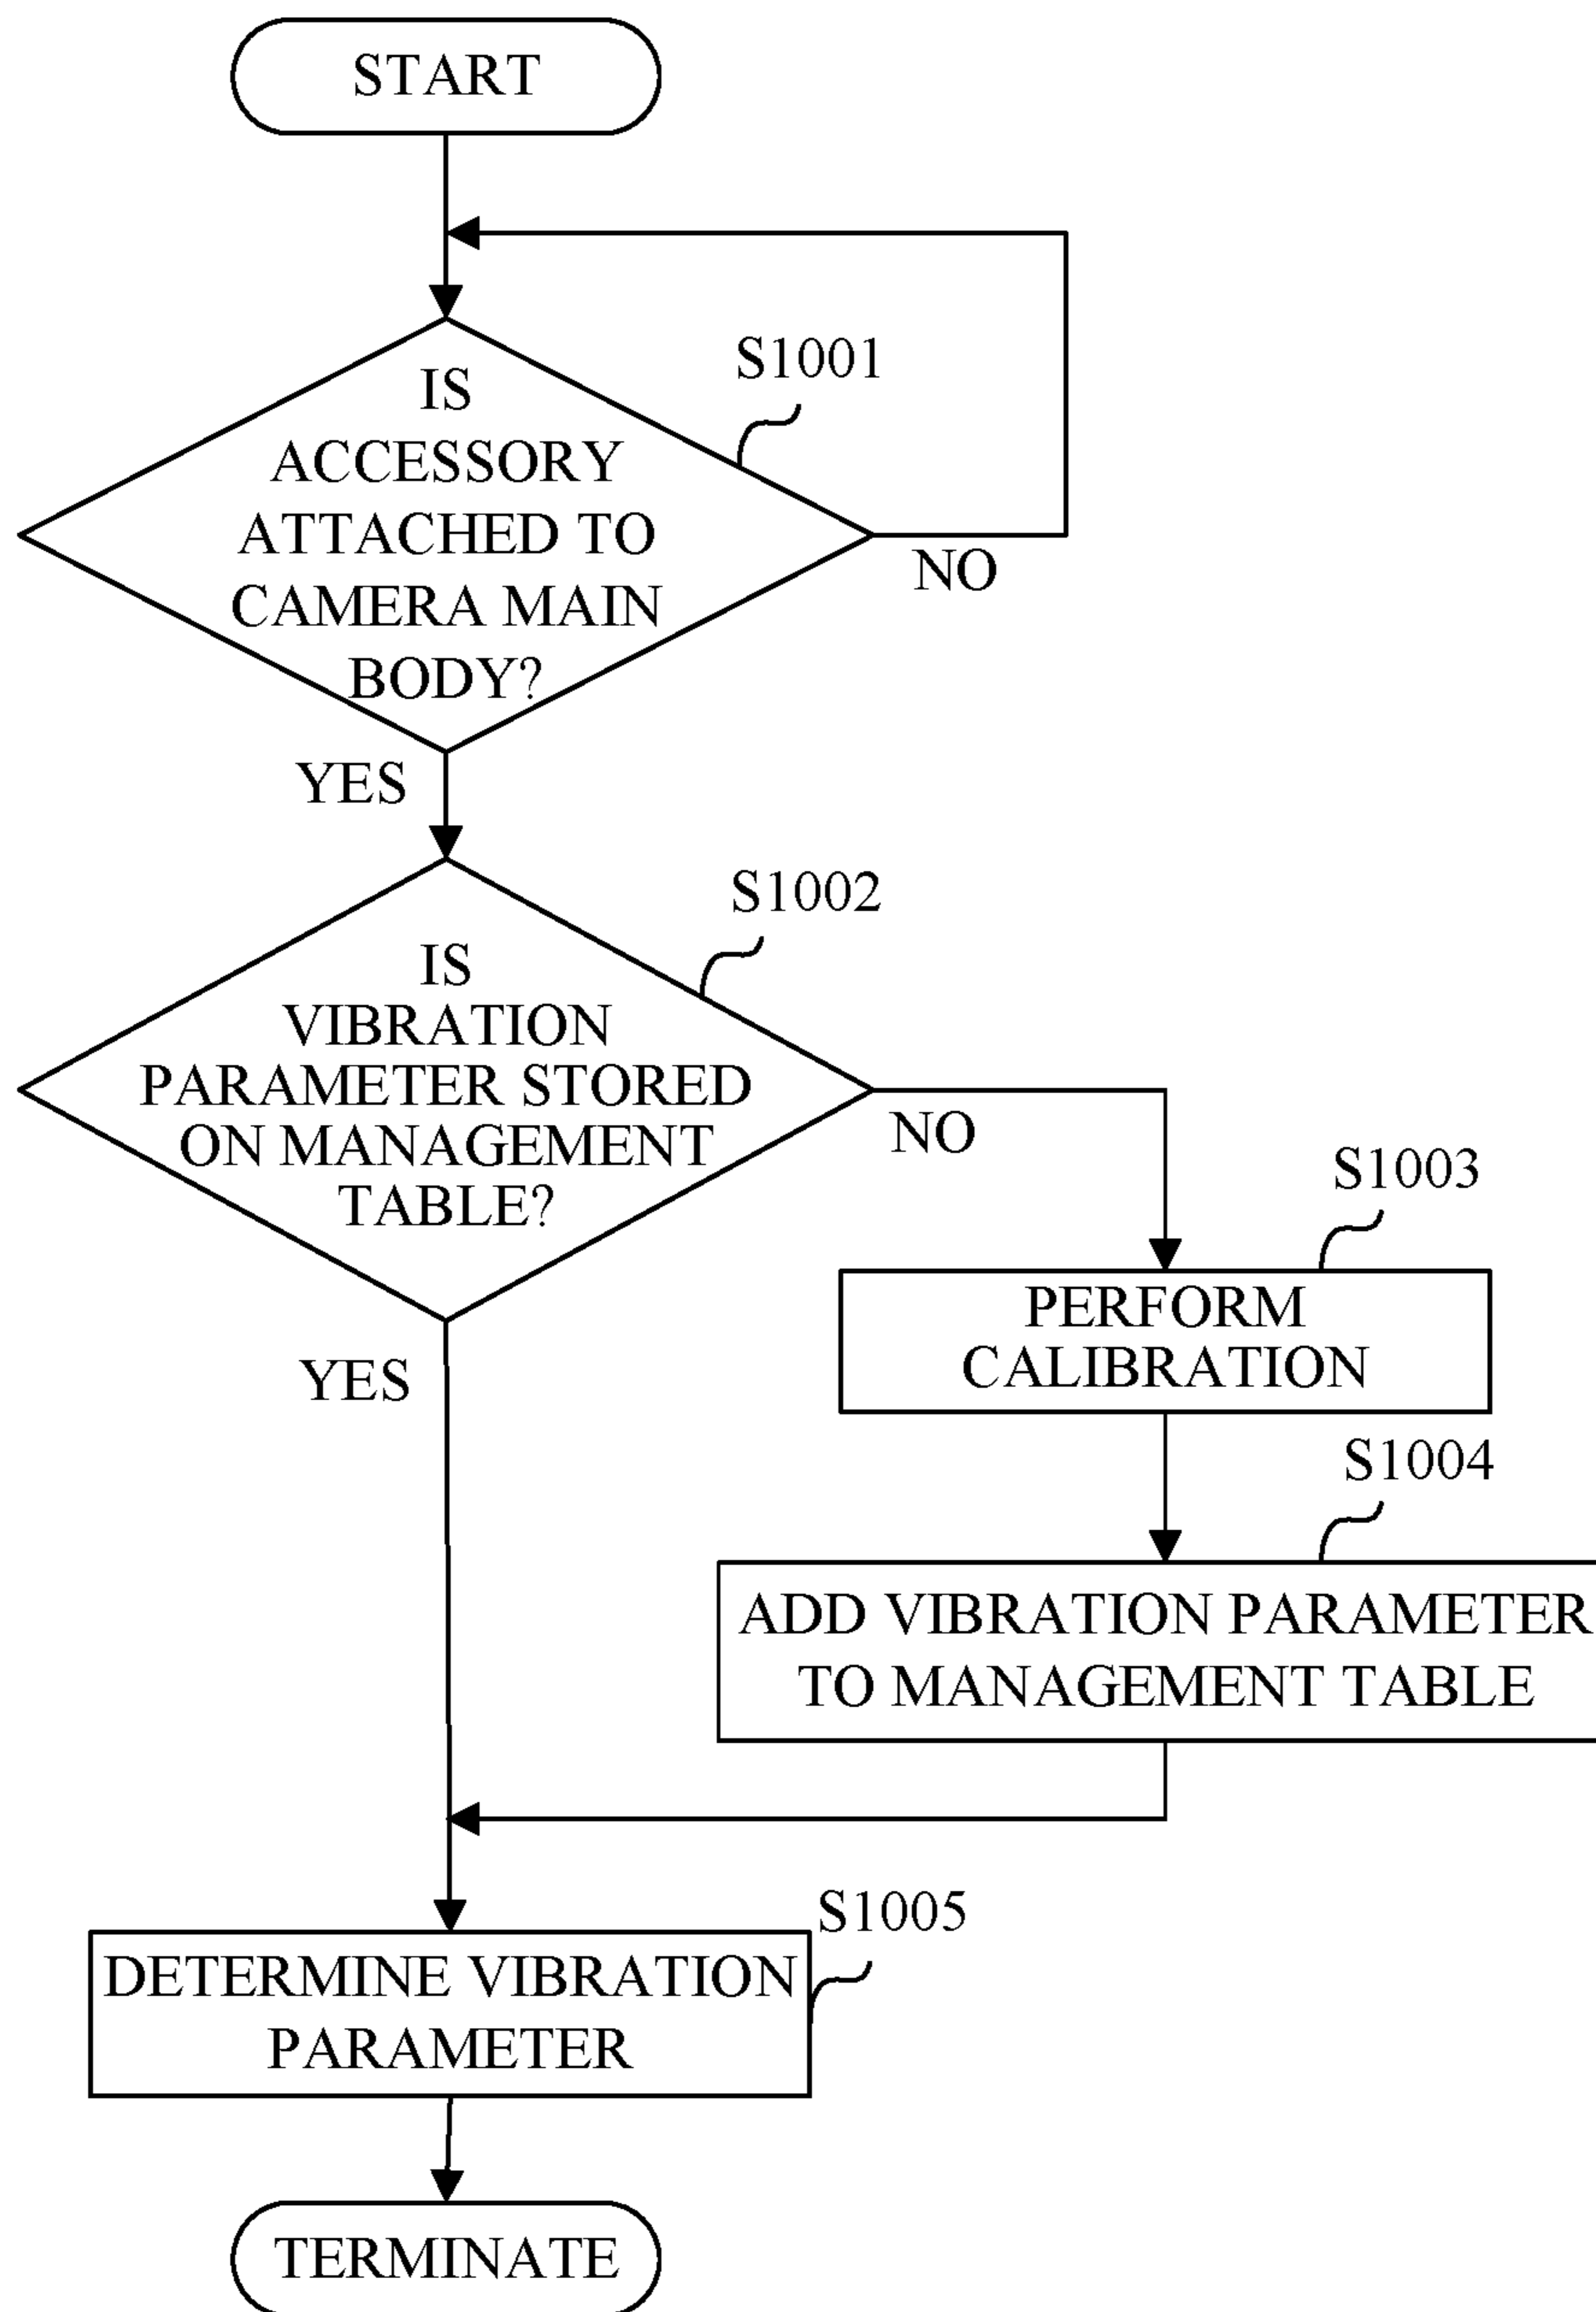 START
S1001
IS
ACCESSORY
ATTACHED TO
CAMERA MAIN
BODY?
NO
YES
S1002
IS
VIBRATION
PARAMETER STORED
ON MANAGEMENT
TABLE?
NO
YES
S1003
PERFORM
CALIBRATION
S1004
ADD VIBRATION PARAMETER
TO MANAGEMENT TABLE
S1005
DETERMINE VIBRATION
PARAMETER
TERMINATE